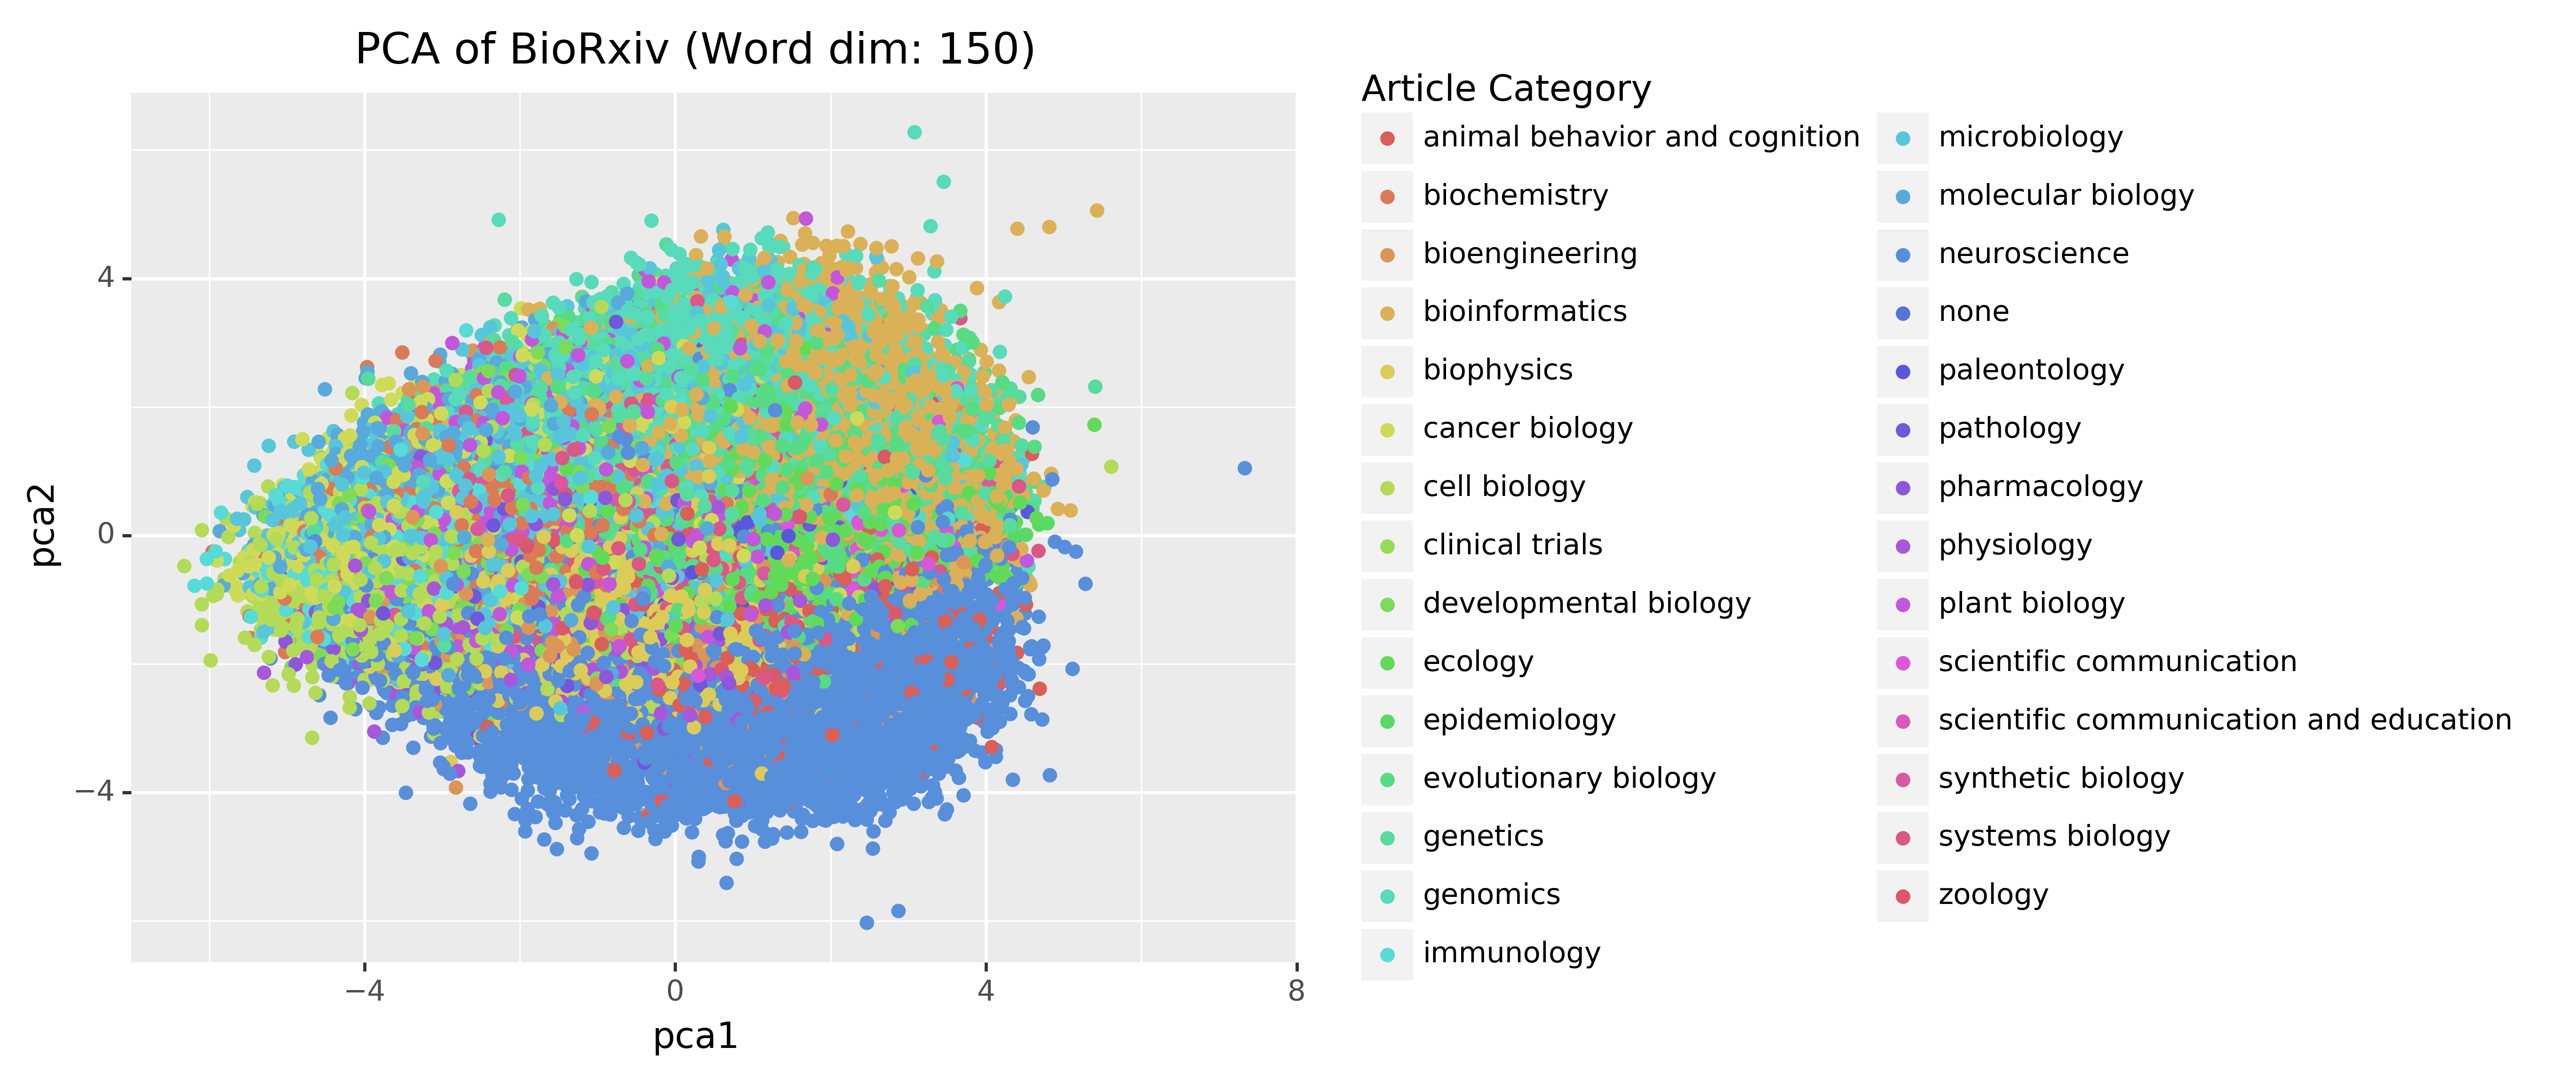 PCA of BioRxiv (Word dim: 150)
pca2
4
0
−4
−4
0
4
8
pca1
Article Category
animal behavior and cognition
biochemistry
bioengineering
bioinformatics
biophysics
cancer biology
cell biology
clinical trials
developmental biology
ecology
epidemiology
evolutionary biology
genetics
genomics
immunology
microbiology
molecular biology
neuroscience
none
paleontology
pathology
pharmacology
physiology
plant biology
scientific communication
scientific communication and education
synthetic biology
systems biology
zoology